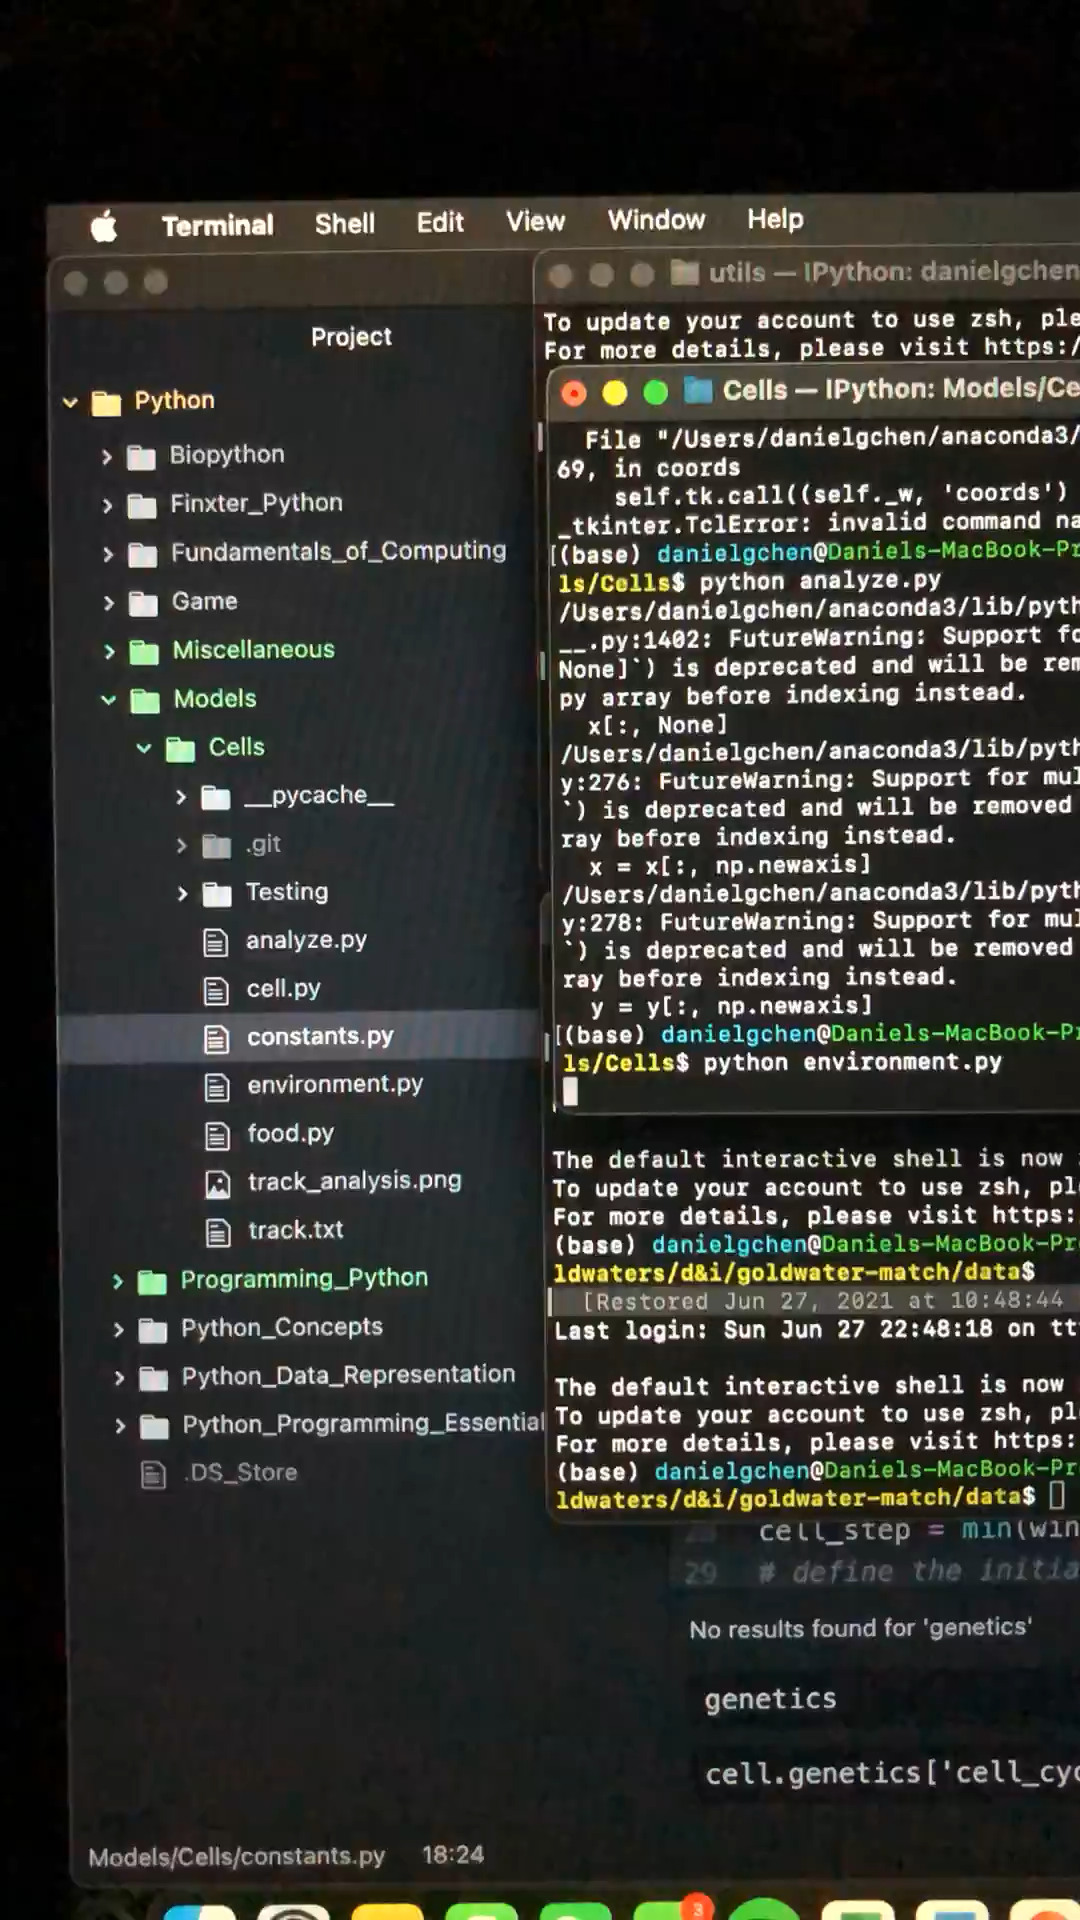 Terminal Shell Edit View Window Help
utils — IPython: danielgchen
Project
To update your account to use zsh, ple
For more details, please visit https:/
Cells — IPython: Models/Ce
Python
Biopython
Finxter_Python
Fundamentals_of_Computing
Game
Miscellaneous
Models
Cells
__pycache__
.git
Testing
analyze.py
cell.py
constants.py
environment.py
food.py
track_analysis.png
track.txt
Programming_Python
Python_Concepts
Python_Data_Representation
Python_Programming_Essential
.DS_Store
File "/Users/danielgchen/anaconda3/
69, in coords
self.tk.call((self._w, 'coords')
_tkinter.TclError: invalid command na
[(base) danielgchen@Daniels-MacBook-Pr
ls/Cells$ python analyze.py
/Users/danielgchen/anaconda3/lib/pyth
__.py:1402: FutureWarning: Support fo
None]`) is deprecated and will be rem
py array before indexing instead.
x[:, None]
/Users/danielgchen/anaconda3/lib/pyth
y:276: FutureWarning: Support for mul
`) is deprecated and will be removed
ray before indexing instead.
x = x[:, np.newaxis]
/Users/danielgchen/anaconda3/lib/pyth
y:278: FutureWarning: Support for mul
`) is deprecated and will be removed
ray before indexing instead.
y = y[:, np.newaxis]
[(base) danielgchen@Daniels-MacBook-Pr
ls/Cells$ python environment.py
The default interactive shell is now
To update your account to use zsh, pl
For more details, please visit https:
(base) danielgchen@Daniels-MacBook-Pr
ldwaters/d&i/goldwater-match/data$
[Restored Jun 27, 2021 at 10:48:44
Last login: Sun Jun 27 22:48:18 on tt
The default interactive shell is now
To update your account to use zsh, pl
For more details, please visit https:
(base) danielgchen@Daniels-MacBook-Pr
ldwaters/d&i/goldwater-match/data$
cell_step = min(win
29 # define the initia
No results found for 'genetics'
genetics
cell.genetics['cell_cyc
Models/Cells/constants.py 18:24
3